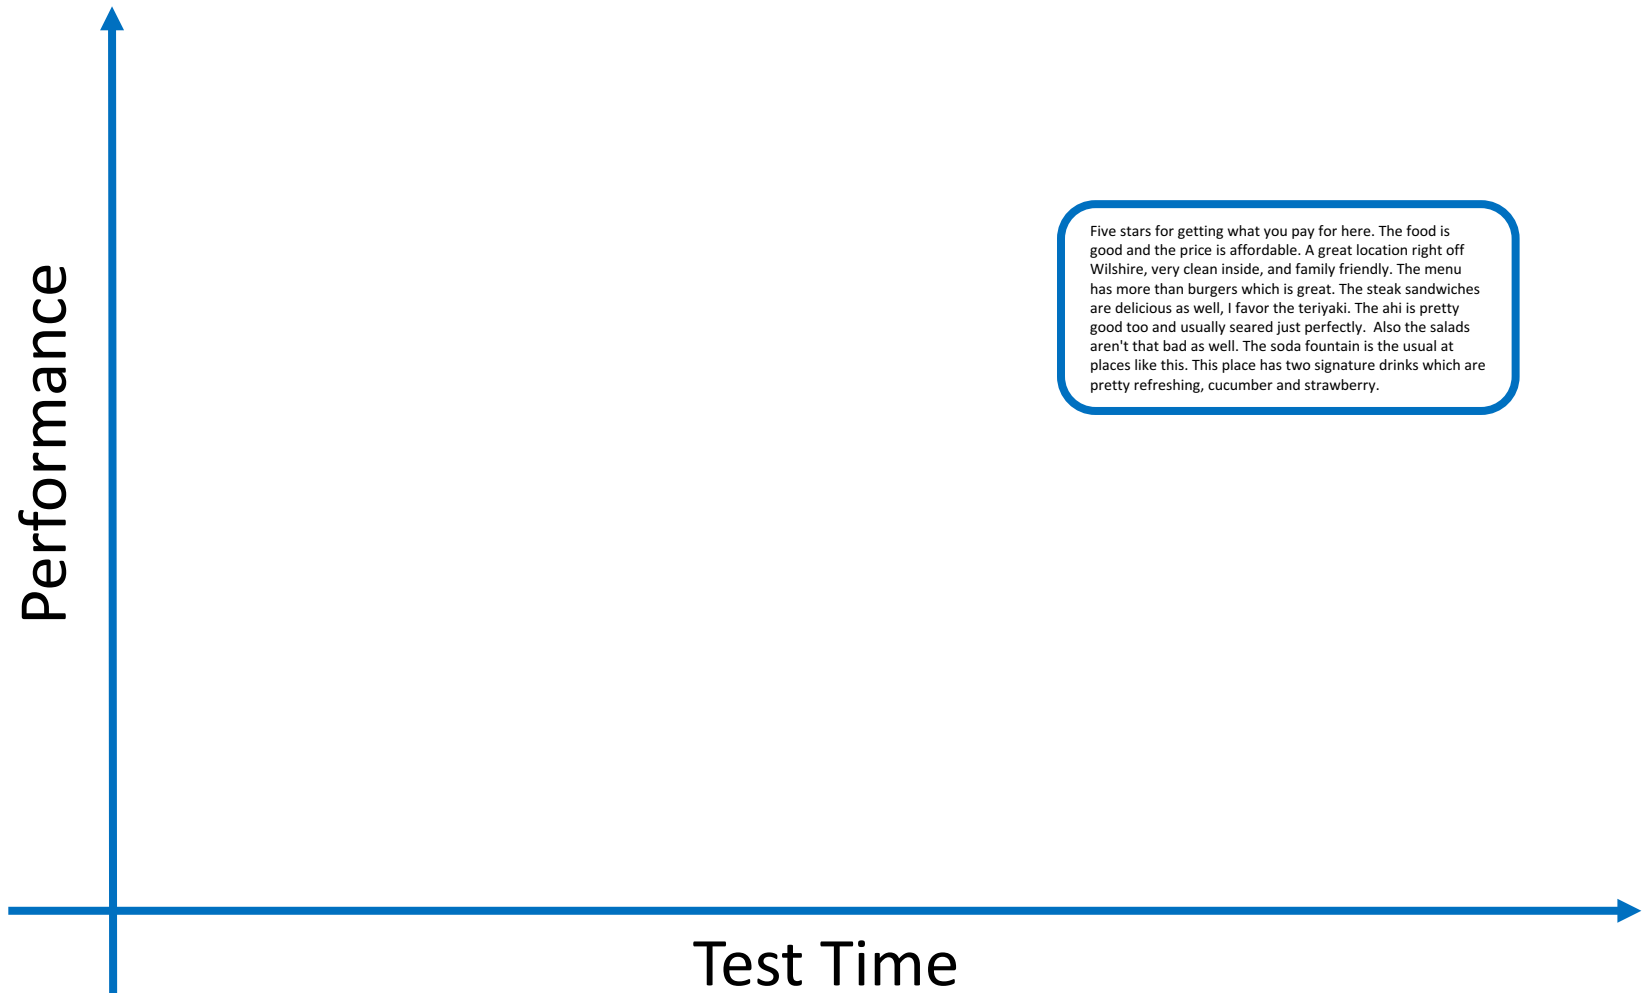 Performance
Five stars for getting what you pay for here. The food is
good and the price is affordable. A great location right off
Wilshire, very clean inside, and family friendly. The menu
has more than burgers which is great. The steak sandwiches
are delicious as well, I favor the teriyaki. The ahi is pretty
good too and usually seared just perfectly.  Also the salads
aren't that bad as well. The soda fountain is the usual at
places like this. This place has two signature drinks which are
pretty refreshing, cucumber and strawberry.
Test Time